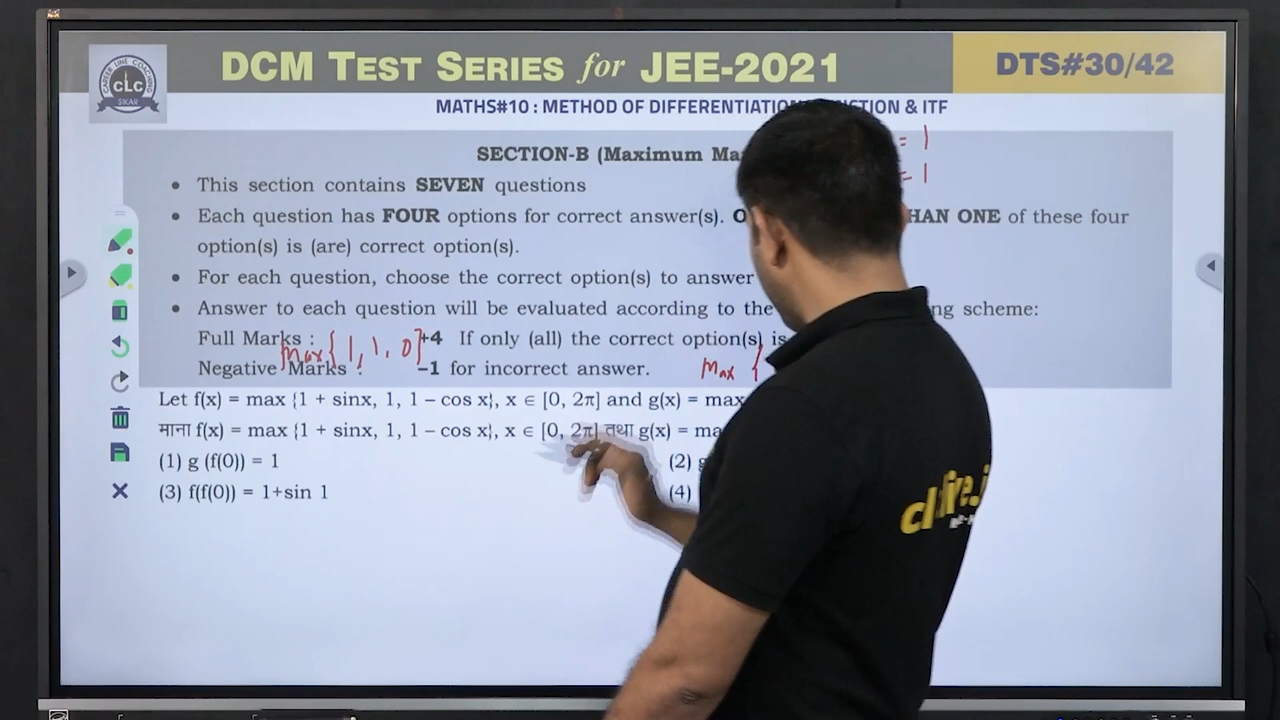 DCM TEST SERIES for JEE-2021
DTS#30/42
CAREER LINE COACHING
CLC
SIKAR
MATHS#10 : METHOD OF DIFFERENTIATION & ITF
= 1
SECTION-B (Maximum
= 1
• This section contains SEVEN questions
• Each question has FOUR options for correct answer(s). HAN ONE of these four
option(s) is (are) correct option(s).
• For each question, choose the correct option(s) to answer
• Answer to each question will be evaluated according to the scheme:
Full Marks : +4 If only (all) the correct option(s) is
max{1, 1, 0}
Negative Marks : –1 for incorrect answer.
max {
Let f(x) = max {1 + sinx, 1, 1 – cos x}, x ∈ [0, 2π] and g(x) = max
माना f(x) = max {1 + sinx, 1, 1 – cos x}, x ∈ [0, 2π] तथा g(x) =
(1) g (f(0)) = 1
(2) g
(3) f(f(0)) = 1+sin 1
(4)